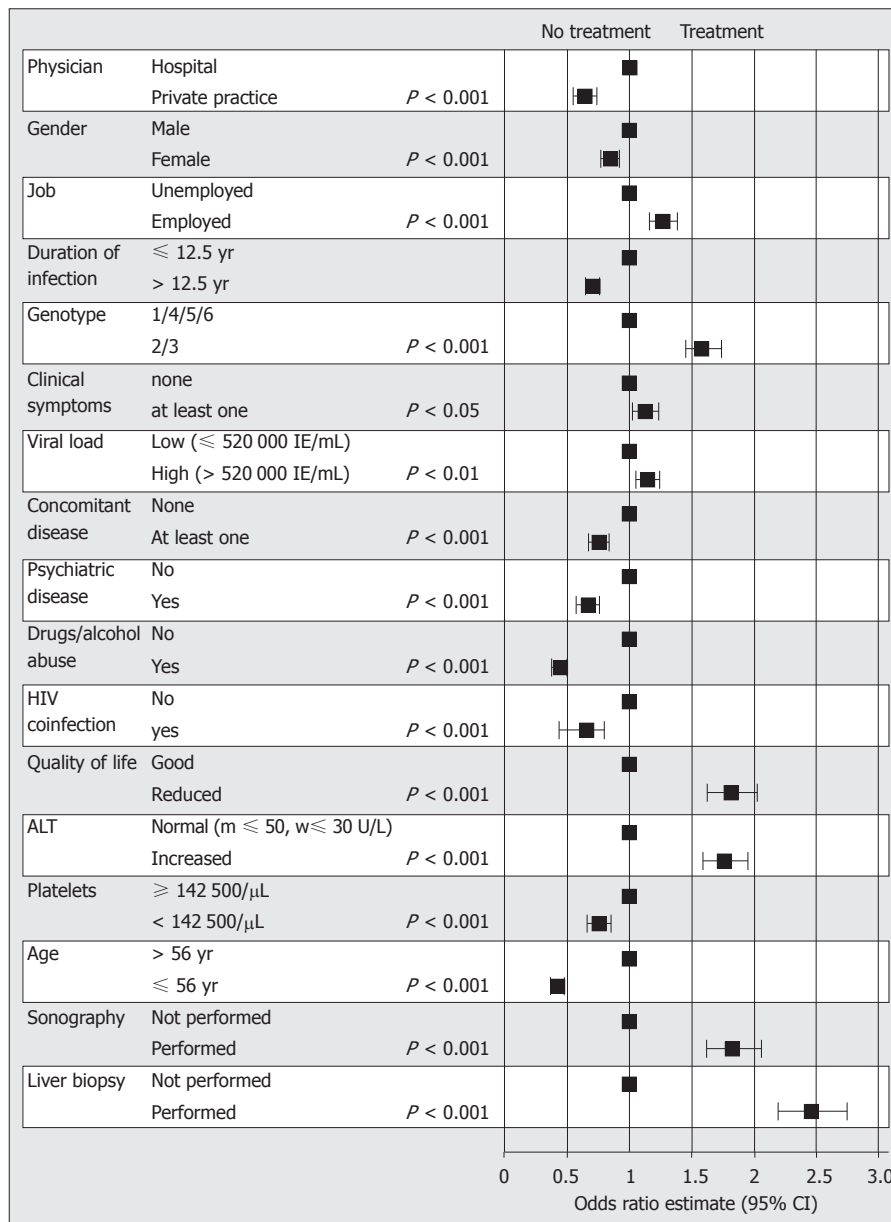 No treatment Treatment
Physician Hospital
Private practice P < 0.001
Gender Male
Female P < 0.001
Job Unemployed
Employed P < 0.001
Duration of ≤ 12.5 yr
infection > 12.5 yr
Genotype 1/4/5/6
2/3 P < 0.001
Clinical none
symptoms at least one P < 0.05
Viral load Low (≤ 520 000 IE/mL)
High (> 520 000 IE/mL) P < 0.01
Concomitant None
disease At least one P < 0.001
Psychiatric No
disease Yes P < 0.001
Drugs/alcohol No
abuse Yes P < 0.001
HIV No
coinfection yes P < 0.001
Quality of life Good
Reduced P < 0.001
ALT Normal (m ≤ 50, w≤ 30 U/L)
Increased P < 0.001
Platelets ≥ 142 500/μL
< 142 500/μL P < 0.001
Age > 56 yr
≤ 56 yr P < 0.001
Sonography Not performed
Performed P < 0.001
Liver biopsy Not performed
Performed P < 0.001
0 0.5 1 1.5 2 2.5 3.0
Odds ratio estimate (95% CI)